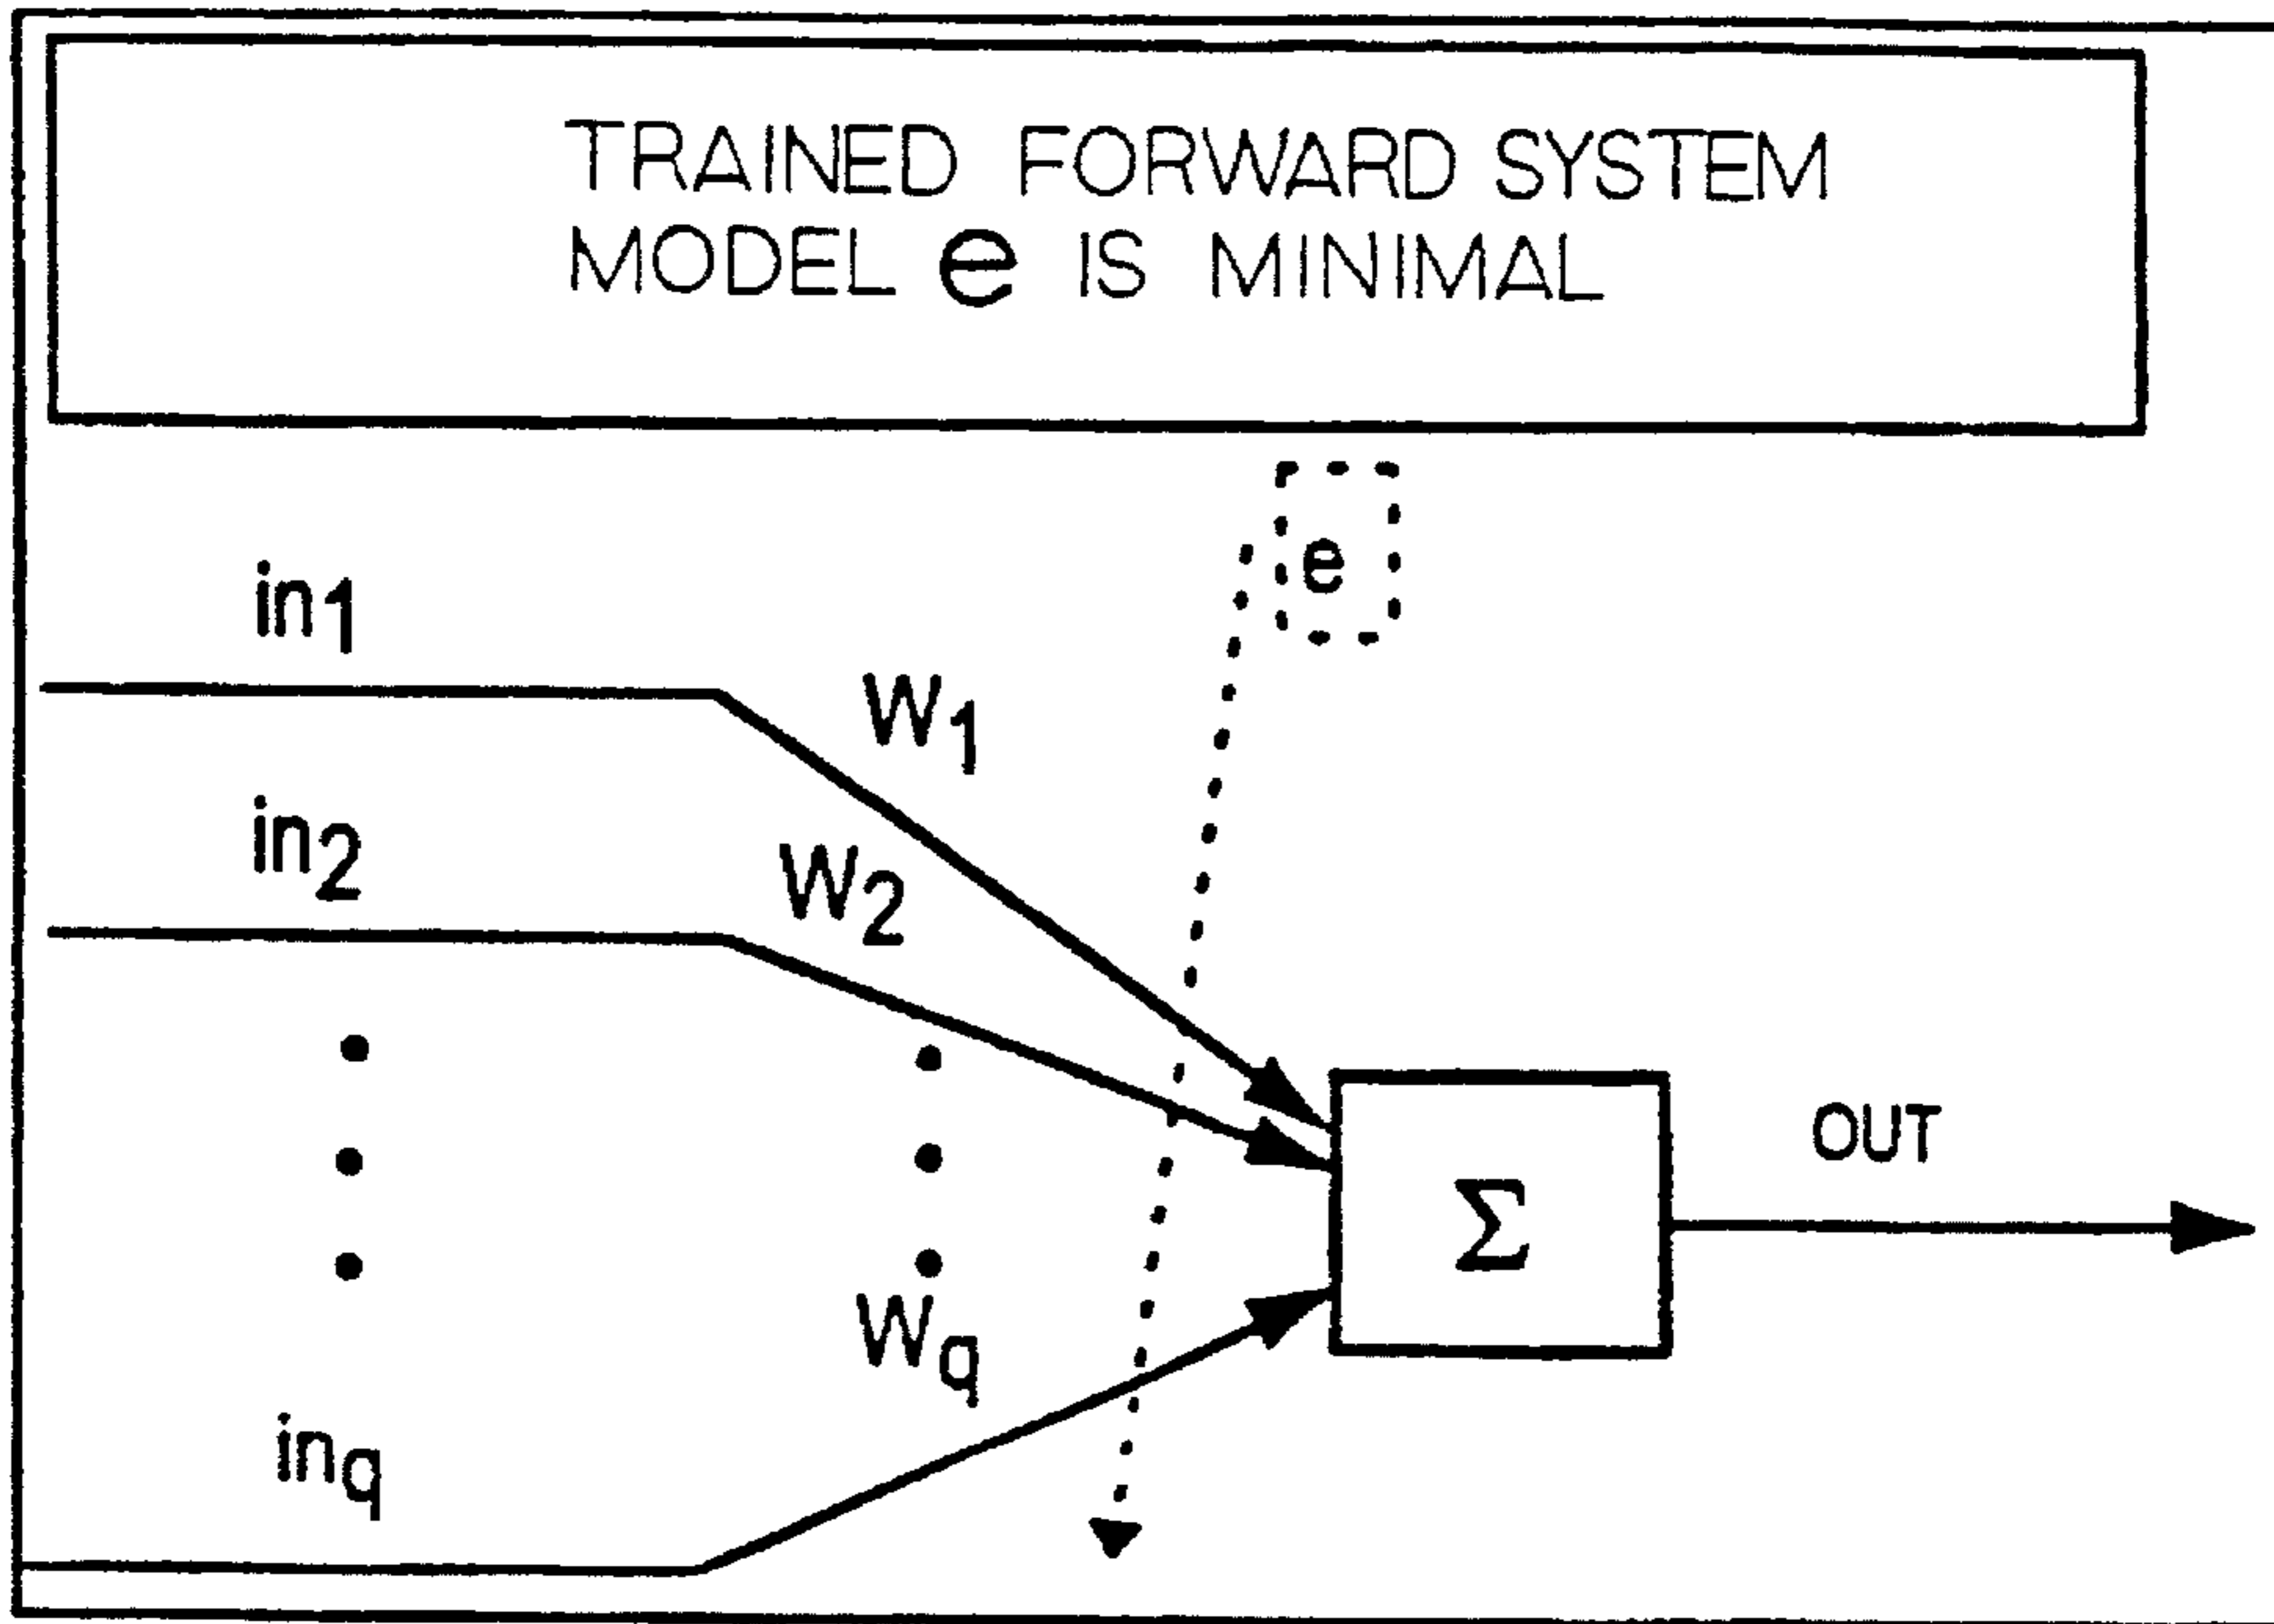 TRAINED FORWARD SYSTEM
MODEL e IS MINIMAL
e
in1
W1
in2
W2
OUT
Σ
Wq
inq